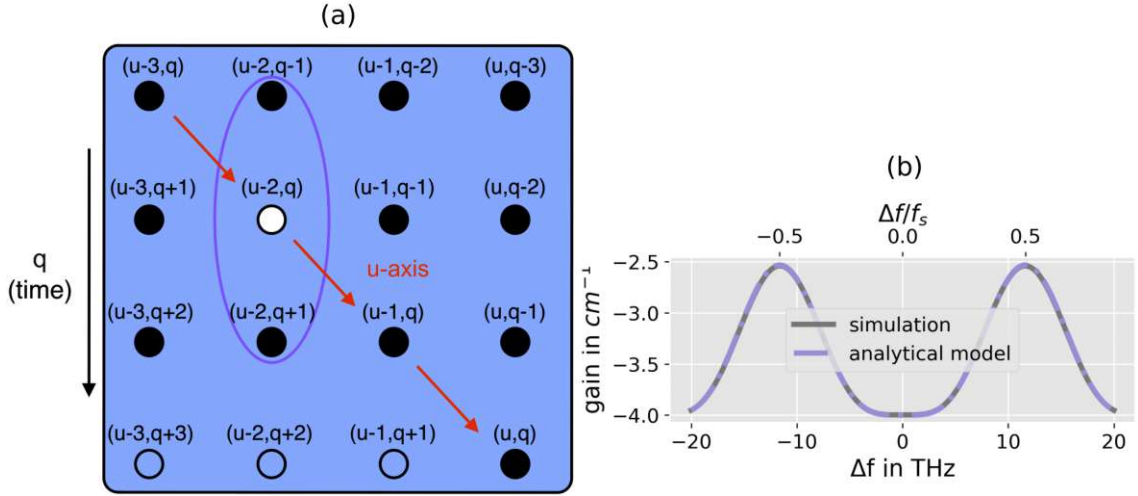 (a)
(u-3,q) (u-2,q-1) (u-1,q-2) (u,q-3)
(u-3,q+1) (u-2,q) (u-1,q-1) (u,q-2)
q
(time)
u-axis
(u-3,q+2) (u-2,q+1) (u-1,q) (u,q-1)
(u-3,q+3) (u-2,q+2) (u-1,q+1) (u,q)
(b)
Δf/fs
−0.5 0.0 0.5
gain in cm⁻¹
−2.5
−3.0
−3.5
−4.0
simulation
analytical model
−20 −10 0 10 20
Δf in THz